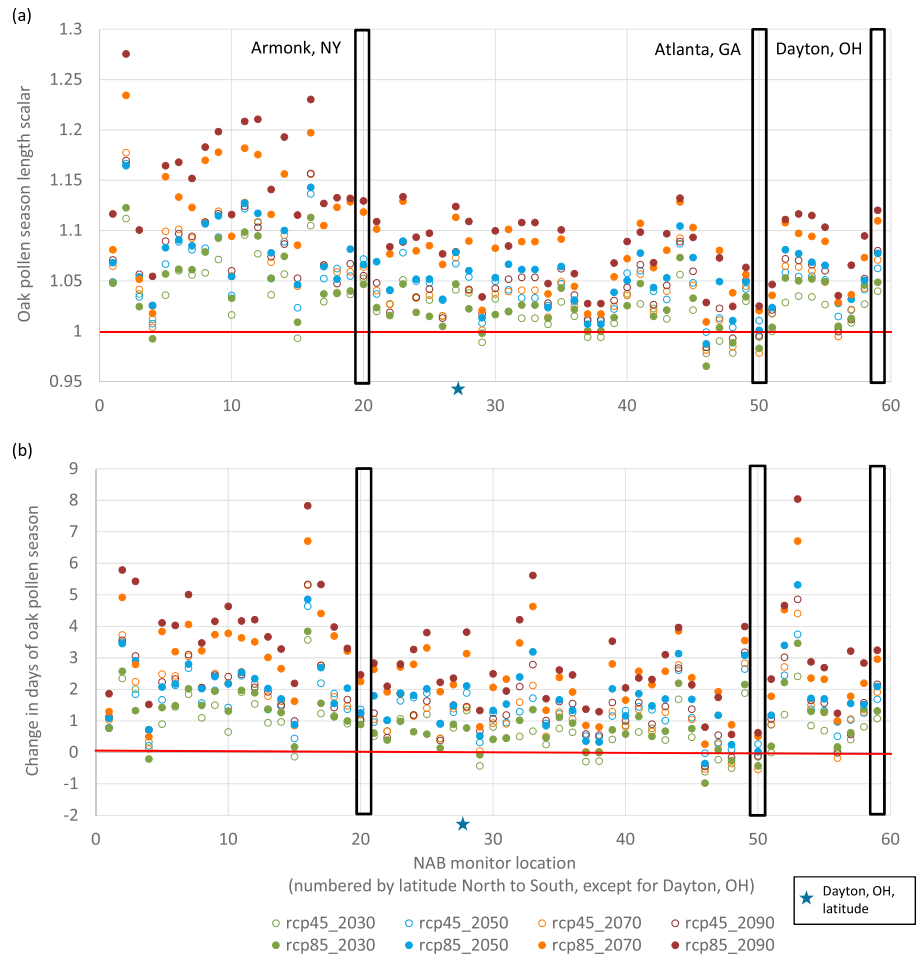 (a)
1.3
1.25
1.2
1.15
1.1
1.05
1
0.95
Oak pollen season length scalar
Armonk, NY
Atlanta, GA
Dayton, OH
0
10
20
30
40
50
60
(b)
9
8
7
6
5
4
3
2
1
0
-1
-2
Change in days of oak pollen season
0
10
20
30
40
50
60
NAB monitor location
(numbered by latitude North to South, except for Dayton, OH)
Dayton, OH,
latitude
rcp45_2030 rcp45_2050 rcp45_2070 rcp45_2090
rcp85_2030 rcp85_2050 rcp85_2070 rcp85_2090